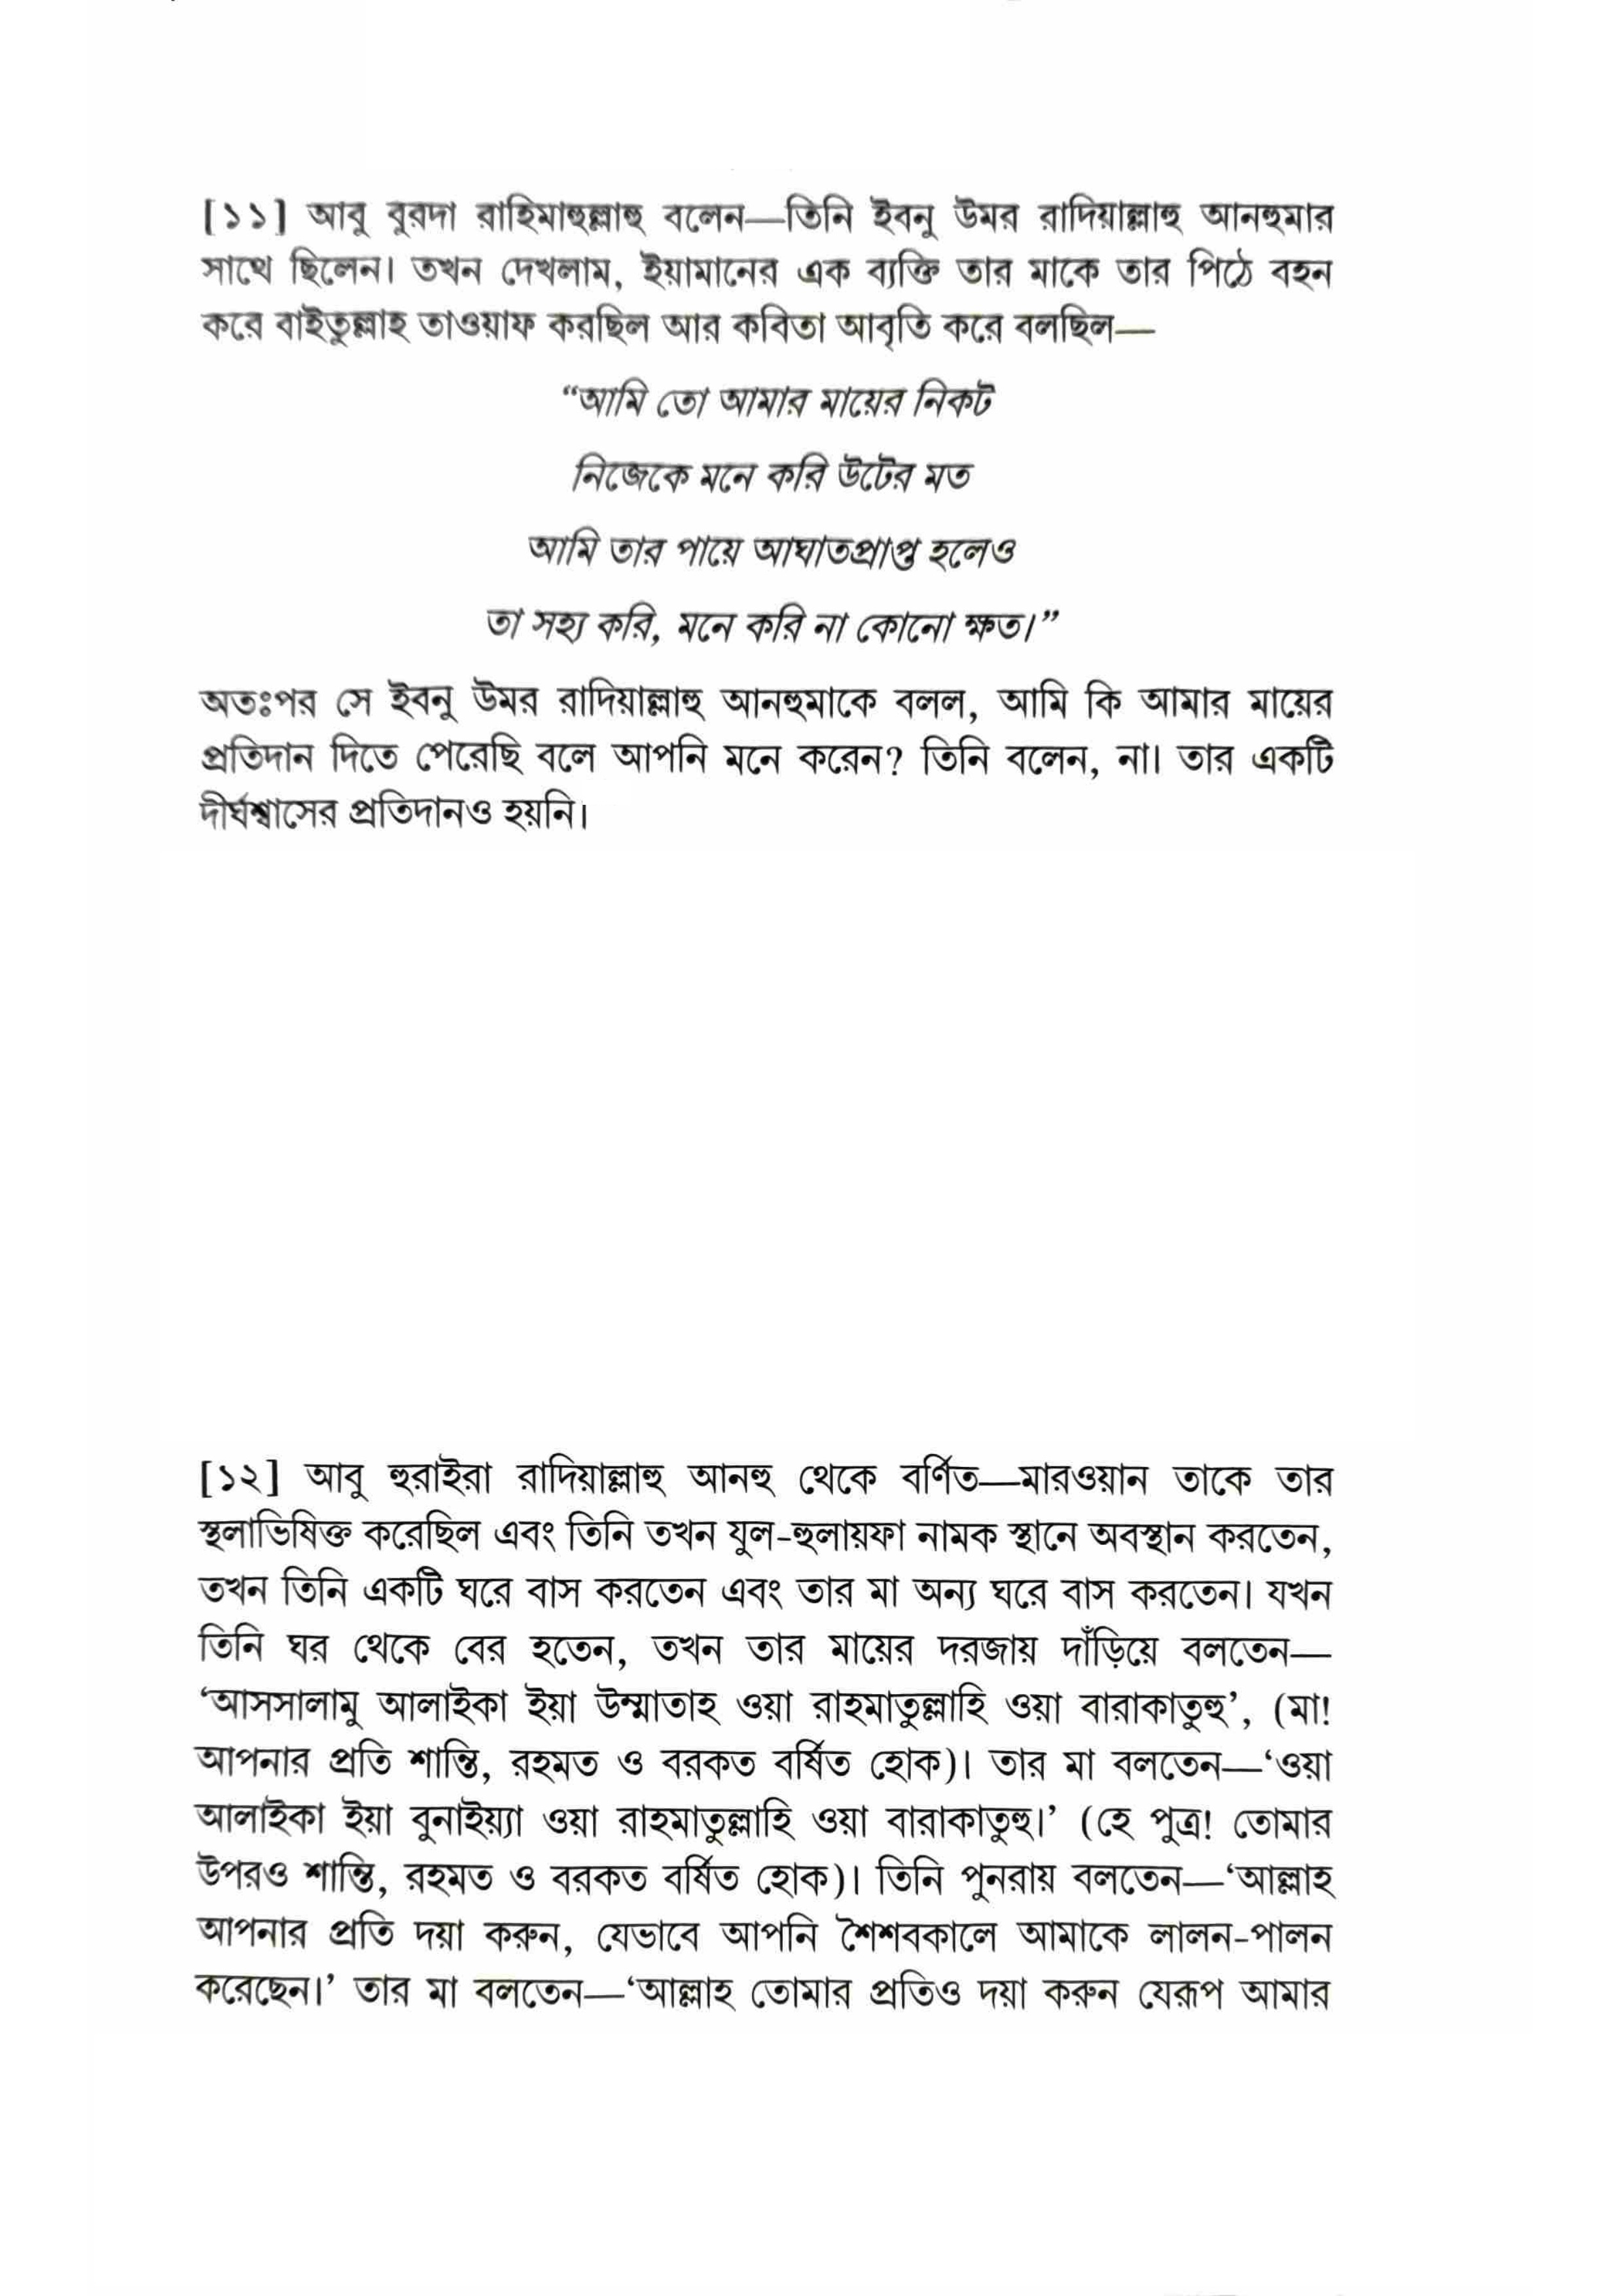 [১১] আবু বুরদা রাহিমাহুল্লাহু বলেন—তিনি ইবনু উমর রাদিয়াল্লাহু আনহুমার
সাথে ছিলেন। তখন দেখলাম, ইয়ামানের এক ব্যক্তি তার মাকে তার পিঠে বহন
করে বাইতুল্লাহ তাওয়াফ করছিল আর কবিতা আবৃতি করে বলছিল—
“আমি তো আমার মায়ের নিকট
নিজেকে মনে করি উটের মত
আমি তার পায়ে আঘাতপ্রাপ্ত হলেও
তা সহ্য করি, মনে করি না কোনো ক্ষত।”
অতঃপর সে ইবনু উমর রাদিয়াল্লাহু আনহুমাকে বলল, আমি কি আমার মায়ের
প্রতিদান দিতে পেরেছি বলে আপনি মনে করেন? তিনি বলেন, না। তার একটি
দীর্ঘশ্বাসের প্রতিদানও হয়নি।
[১২] আবু হুরাইরা রাদিয়াল্লাহু আনহু থেকে বর্ণিত—মারওয়ান তাকে তার
স্থলাভিষিক্ত করেছিল এবং তিনি তখন যুল-হুলায়ফা নামক স্থানে অবস্থান করতেন,
তখন তিনি একটি ঘরে বাস করতেন এবং তার মা অন্য ঘরে বাস করতেন। যখন
তিনি ঘর থেকে বের হতেন, তখন তার মায়ের দরজায় দাঁড়িয়ে বলতেন—
‘আসসালামু আলাইকা ইয়া উম্মাতাহ ওয়া রাহমাতুল্লাহি ওয়া বারাকাতুহু’, (মা!
আপনার প্রতি শান্তি, রহমত ও বরকত বর্ষিত হোক)। তার মা বলতেন—‘ওয়া
আলাইকা ইয়া বুনাইয়্যা ওয়া রাহমাতুল্লাহি ওয়া বারাকাতুহু।’ (হে পুত্র! তোমার
উপরও শান্তি, রহমত ও বরকত বর্ষিত হোক)। তিনি পুনরায় বলতেন—‘আল্লাহ
আপনার প্রতি দয়া করুন, যেভাবে আপনি শৈশবকালে আমাকে লালন-পালন
করেছেন।’ তার মা বলতেন—‘আল্লাহ তোমার প্রতিও দয়া করুন যেরূপ আমার